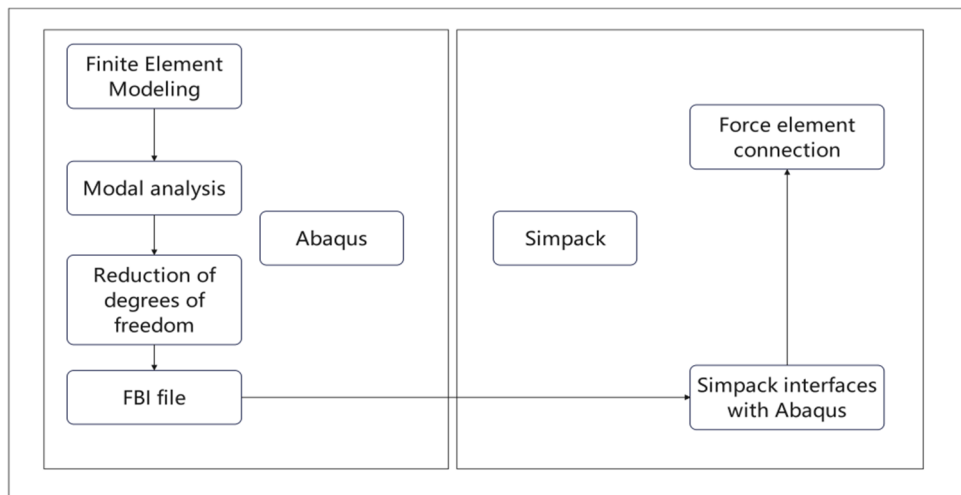 Finite Element
Modeling
Modal analysis
Reduction of
degrees of
freedom
FBI file
Abaqus
Simpack
Force element
connection
Simpack interfaces
with Abaqus